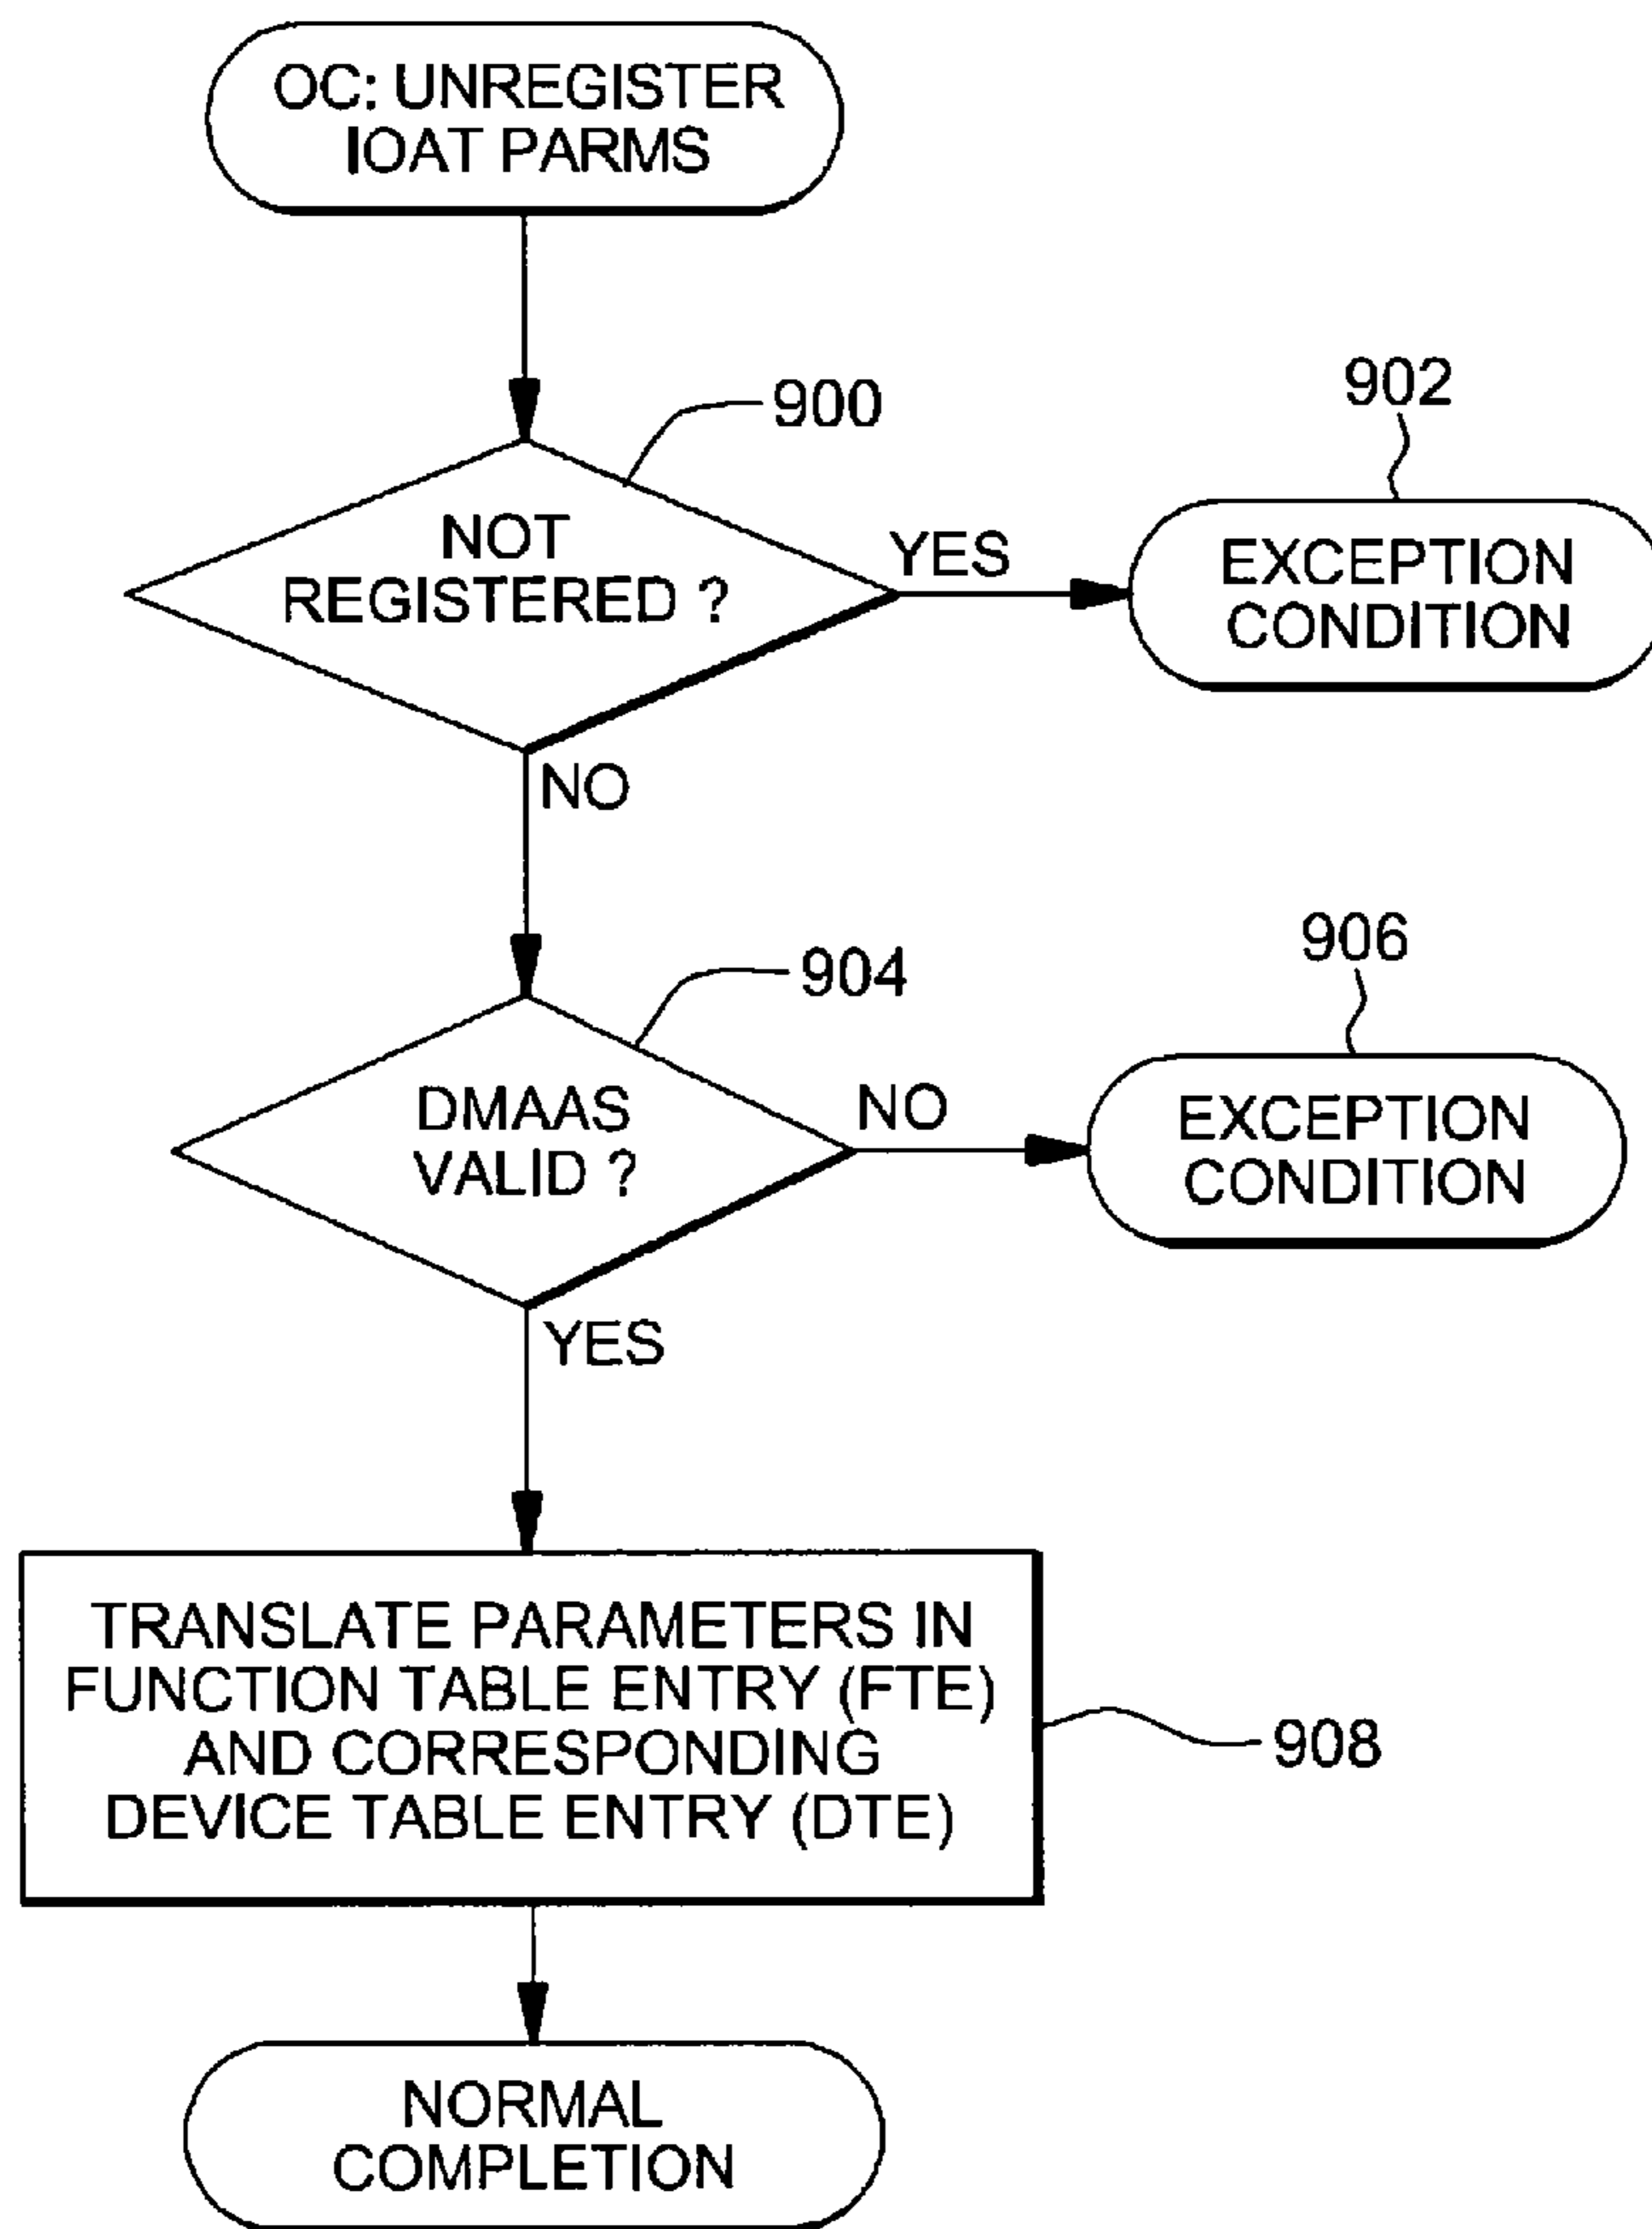 OC: UNREGISTER
IOAT PARMS
900
902
NOT
REGISTERED ?
YES
EXCEPTION
CONDITION
NO
904
906
DMAAS
VALID ?
NO
EXCEPTION
CONDITION
YES
TRANSLATE PARAMETERS IN
FUNCTION TABLE ENTRY (FTE)
AND CORRESPONDING
DEVICE TABLE ENTRY (DTE)
908
NORMAL
COMPLETION